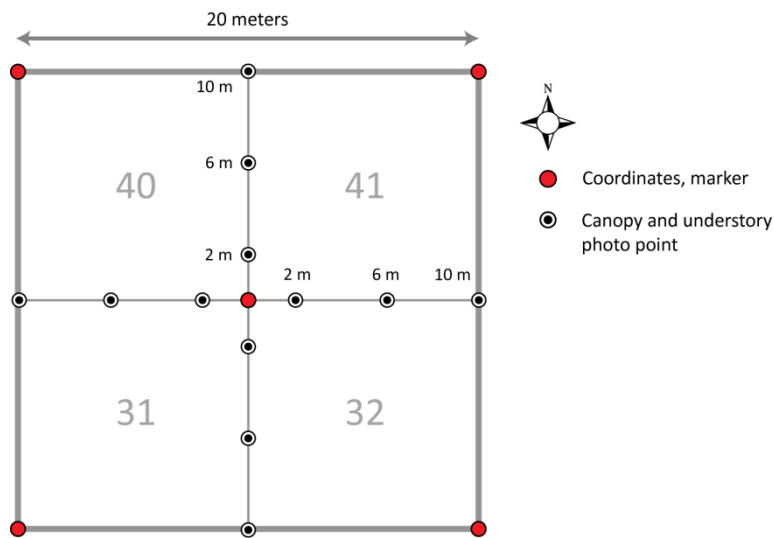 20 meters
10 m
N
6 m
40
41
Coordinates, marker
Canopy and understory
photo point
2 m
2 m
6 m
10 m
31
32